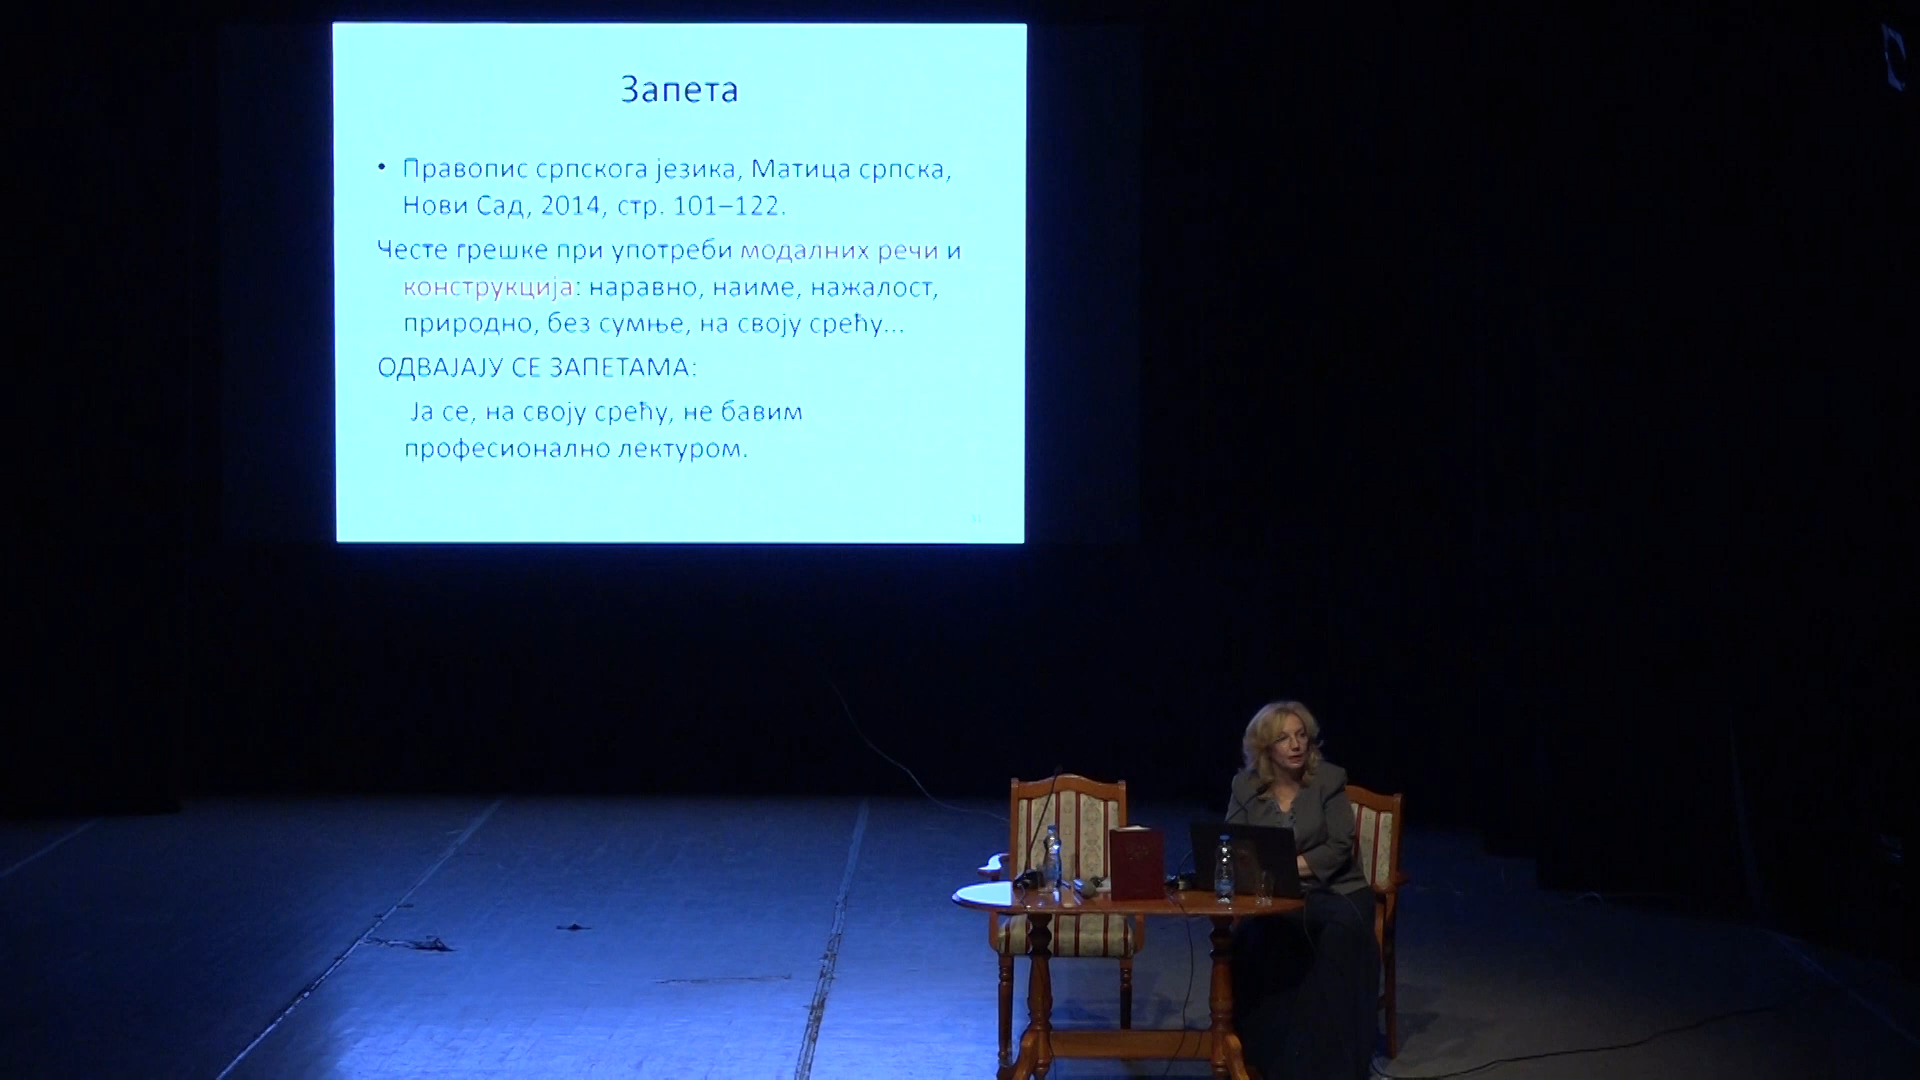 Запета
• Правопис српскога језика, Матица српска,
Нови Сад, 2014, стр. 101–122.
Честе грешке при употреби модалних речи и
конструкција: наравно, наиме, нажалост,
природно, без сумње, на своју срећу...
ОДВАЈАЈУ СЕ ЗАПЕТАМА:
Ја се, на своју срећу, не бавим
професионално лектуром.